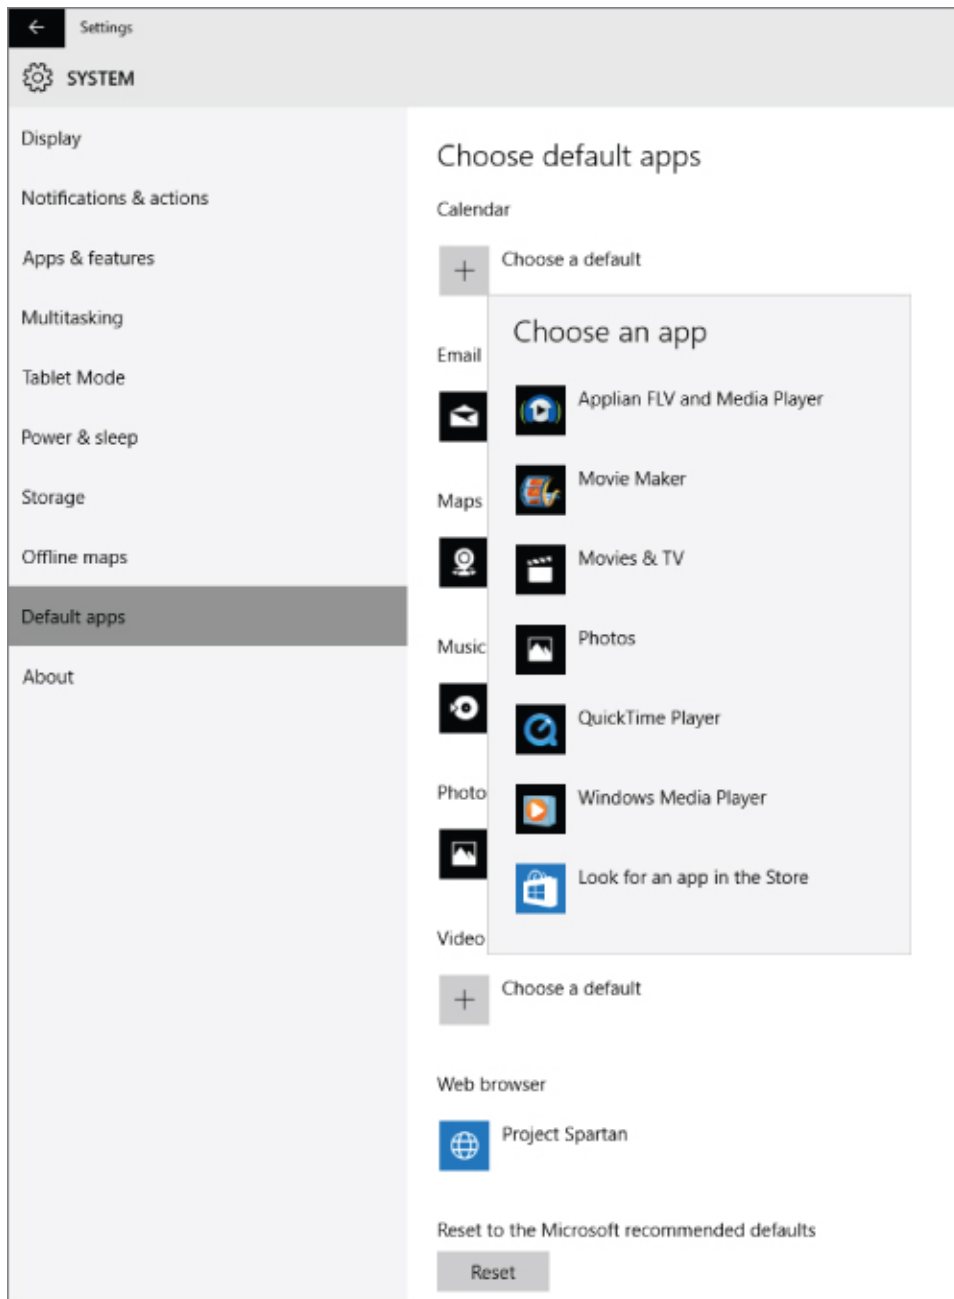 Settings
SYSTEM
Display
Notifications & actions
Apps & features
Multitasking
Tablet Mode
Power & sleep
Storage
Offline maps
Default apps
About
Choose default apps
Calendar
Choose a default
Email
Maps
Music
Photo
Video
Choose an app
Applian FLV and Media Player
Movie Maker
Movies & TV
Photos
QuickTime Player
Windows Media Player
Look for an app in the Store
Choose a default
Web browser
Project Spartan
Reset to the Microsoft recommended defaults
Reset